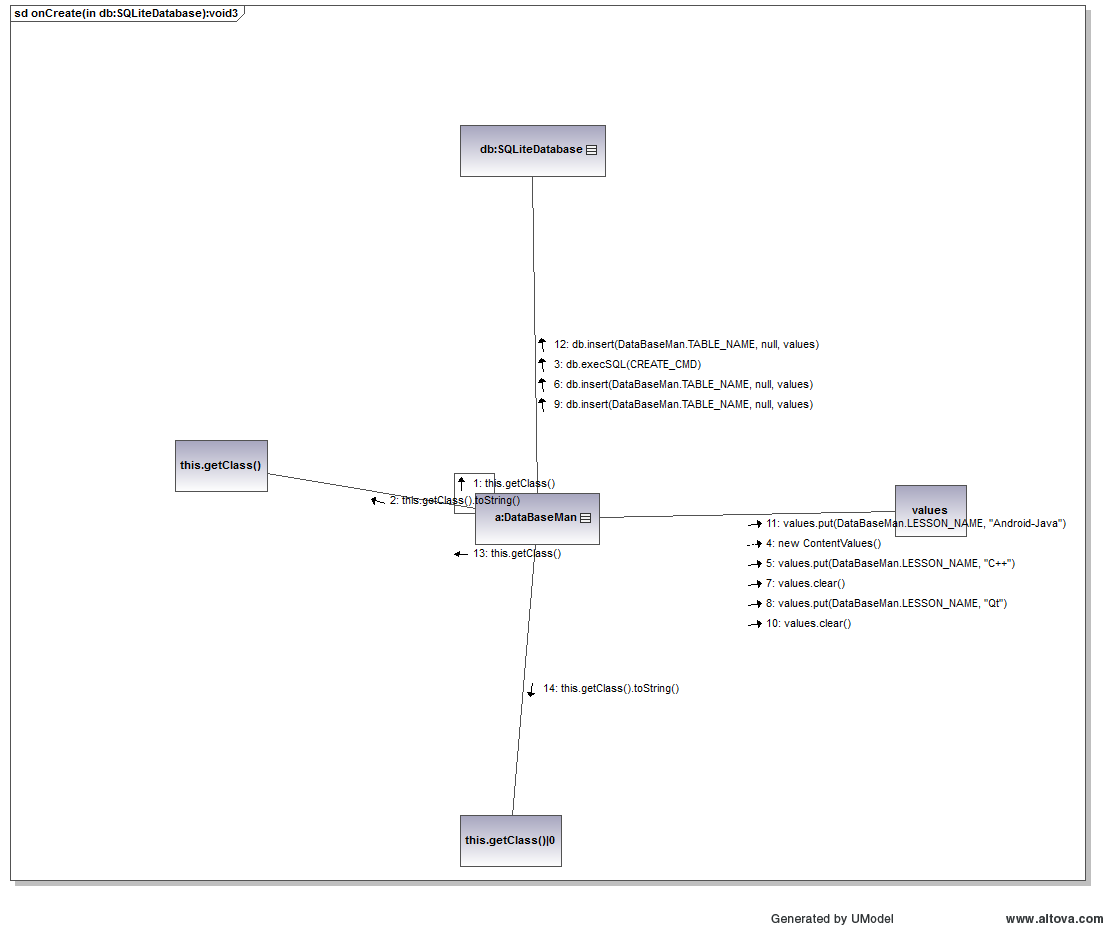 sd onCreate(in db:SQLiteDatabase):void3
db:SQLiteDatabase
12: db.insert(DataBaseMan.TABLE_NAME, null, values)
3: db.execSQL(CREATE_CMD)
6: db.insert(DataBaseMan.TABLE_NAME, null, values)
9: db.insert(DataBaseMan.TABLE_NAME, null, values)
this.getClass()
1: this.getClass()
2: this.getClass().toString()
a:DataBaseMan
values
11: values.put(DataBaseMan.LESSON_NAME, "Android-Java")
4: new ContentValues()
13: this.getClass()
5: values.put(DataBaseMan.LESSON_NAME, "C++")
7: values.clear()
8: values.put(DataBaseMan.LESSON_NAME, "Qt")
10: values.clear()
14: this.getClass().toString()
this.getClass()|0
Generated by UModel
www.altova.com